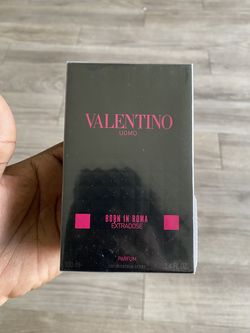 VALENTINO
UOMO
BORN IN ROMA
EXTRADOSE
PARFUM